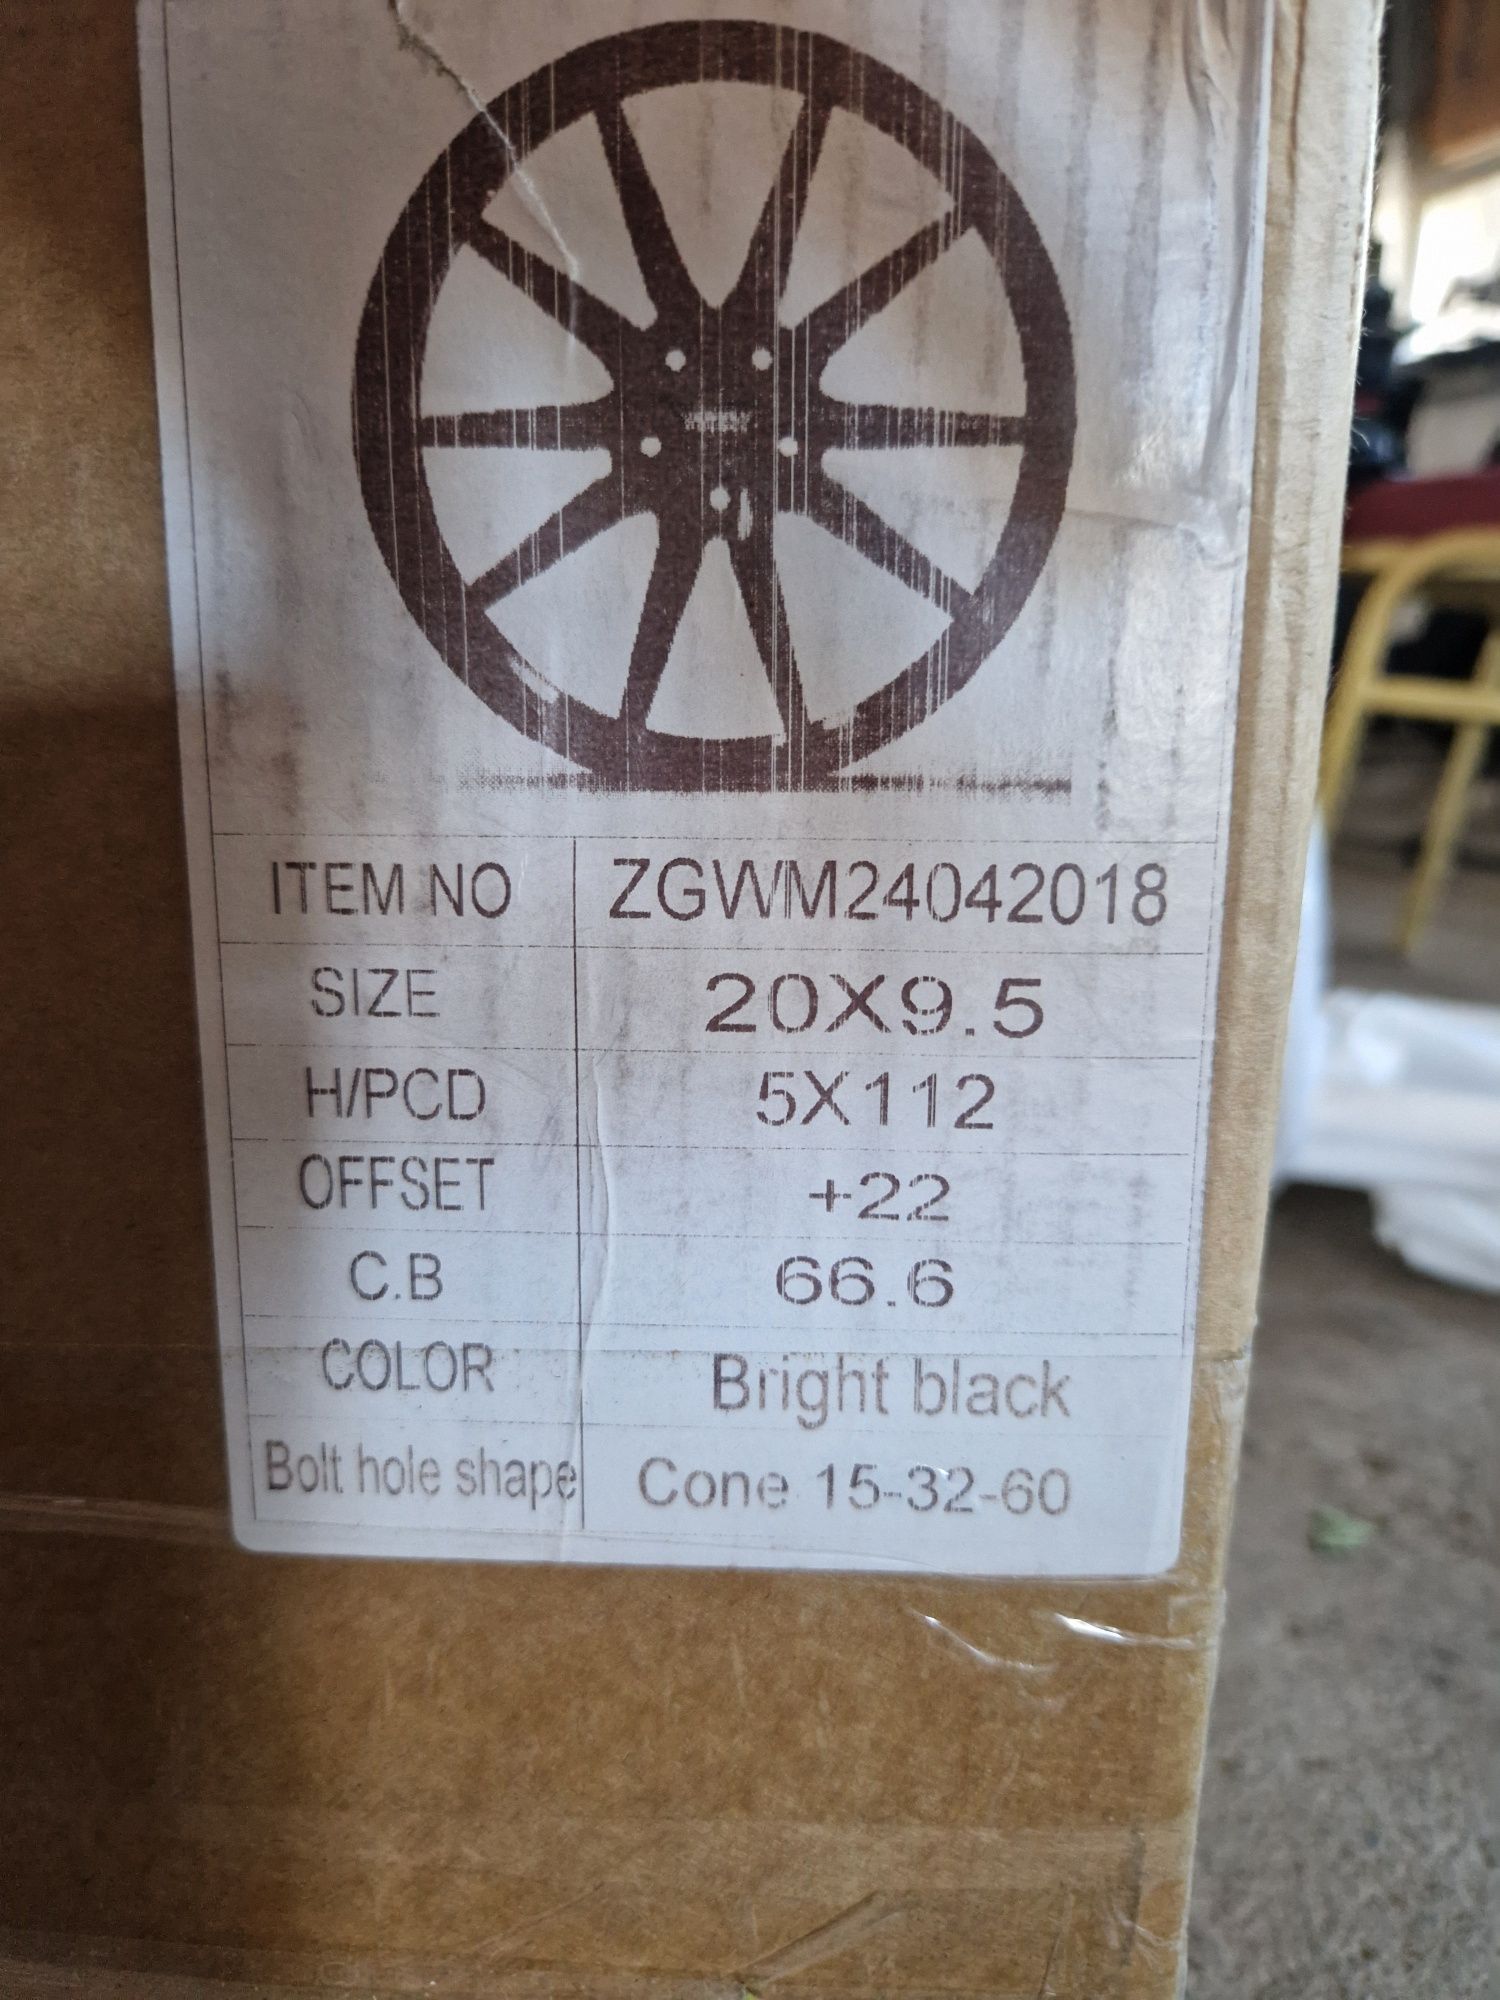 ITEM NO ZGWM24042018
SIZE 20X9.5
H/PCD 5X112
OFFSET +22
C.B 66.6
COLOR Bright black
Bolt hole shape Cone 15-32-60